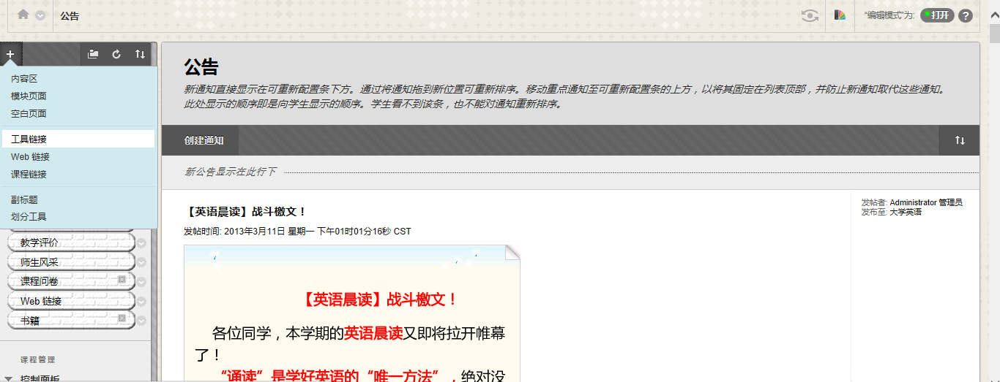 公告
“编辑模式”为:
打开
?
内容区
模块页面
空白页面
工具链接
Web 链接
课程链接
副标题
划分工具
教学评价
师生风采
课程问卷
Web 链接
书籍
课程管理
控制面板
公告
新通知直接显示在可重新配置条下方。通过将通知拖到新位置可重新排序。移动重点通知至可重新配置条的上方，以将其固定在列表顶部，并防止新通知取代这些通知。
此处显示的顺序即是向学生显示的顺序。学生看不到该条，也不能对通知重新排序。
创建通知
新公告显示在此行下
【英语晨读】战斗檄文！
发帖时间: 2013年3月11日 星期一 下午01时01分16秒 CST
发帖者: Administrator 管理员
发布至: 大学英语
【英语晨读】战斗檄文！
各位同学，本学期的英语晨读又即将拉开帷幕
了！
“诵读”是学好英语的“唯一方法”，绝对没